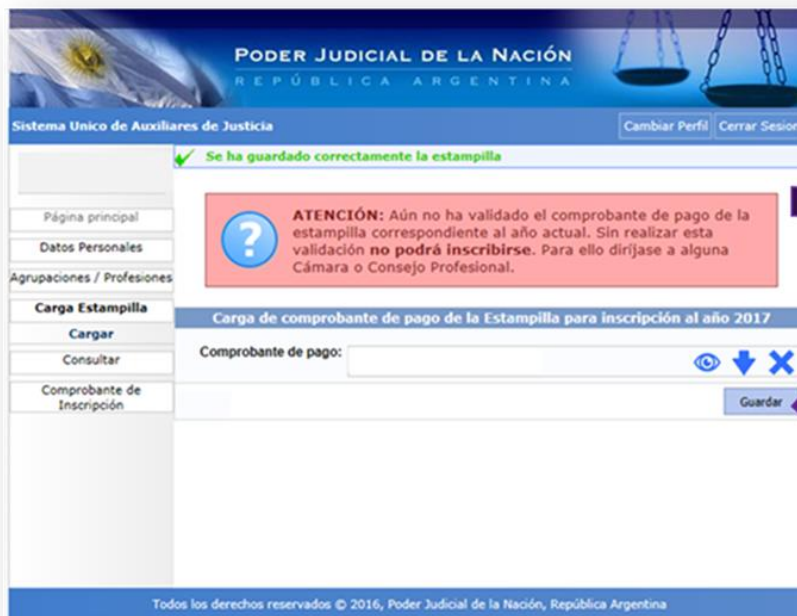 PODER JUDICIAL DE LA NACIÓN
REPÚBLICA ARGENTINA
Sistema Unico de Auxiliares de Justicia
Cambiar Perfil
Cerrar Sesion
Se ha guardado correctamente la estampilla
ATENCIÓN: Aún no ha validado el comprobante de pago de la
estampilla correspondiente al año actual. Sin realizar esta
validación no podrá inscribirse. Para ello diríjase a alguna
Cámara o Consejo Profesional.
Página principal
Datos Personales
Agrupaciones / Profesiones
Carga Estampilla
Cargar
Consultar
Comprobante de
Inscripción
Carga de comprobante de pago de la Estampilla para inscripción al año 2017
Comprobante de pago:
Guardar
Todos los derechos reservados © 2016, Poder Judicial de la Nación, República Argentina